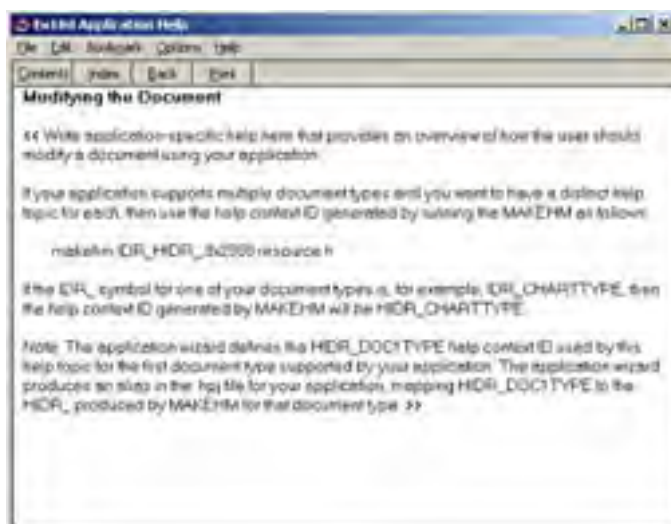 Application Help
File Edit Bookmark Options Help
Contents Index Back Print
Modifying the Document
<< Write application-specific help here that provides an overview of how the user should
modify a document using your application.
If your application supports multiple document types and you want to have a distinct help
topic for each, then use the help context ID generated by running the MAKEHM as follows:
makehm IDR_HIDR_ resource.h
If the IDR_ symbol for one of your document types is, for example, IDR_CHARTTYPE, then
the help context ID generated by MAKEHM will be HIDR_CHARTTYPE.
Note: The application wizard defines the HIDR_DOC1TYPE help context ID used by this
help topic for the first document type supported by your application. The application wizard
produces an alias in the .hpj file for your application, mapping HIDR_DOC1TYPE to the
HIDR_ produced by MAKEHM for that document type. >>